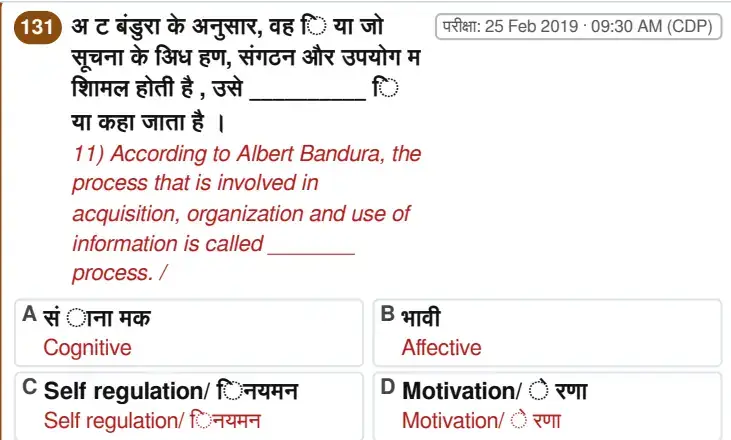 131 अ ट बंडुरा के अनुसार, वह ि या जो
परीक्षा: 25 Feb 2019 · 09:30 AM (CDP)
सूचना के अिध हण, संगठन और उपयोग म
शािमल होती है , उसे __________ ि
या कहा जाता है ।
11) According to Albert Bandura, the
process that is involved in
acquisition, organization and use of
information is called ________
process. /
A सं ाना मक
Cognitive
B भावी
Affective
C Self regulation/ िनयमन
Self regulation/ िनयमन
D Motivation/ े रणा
Motivation/ े रणा